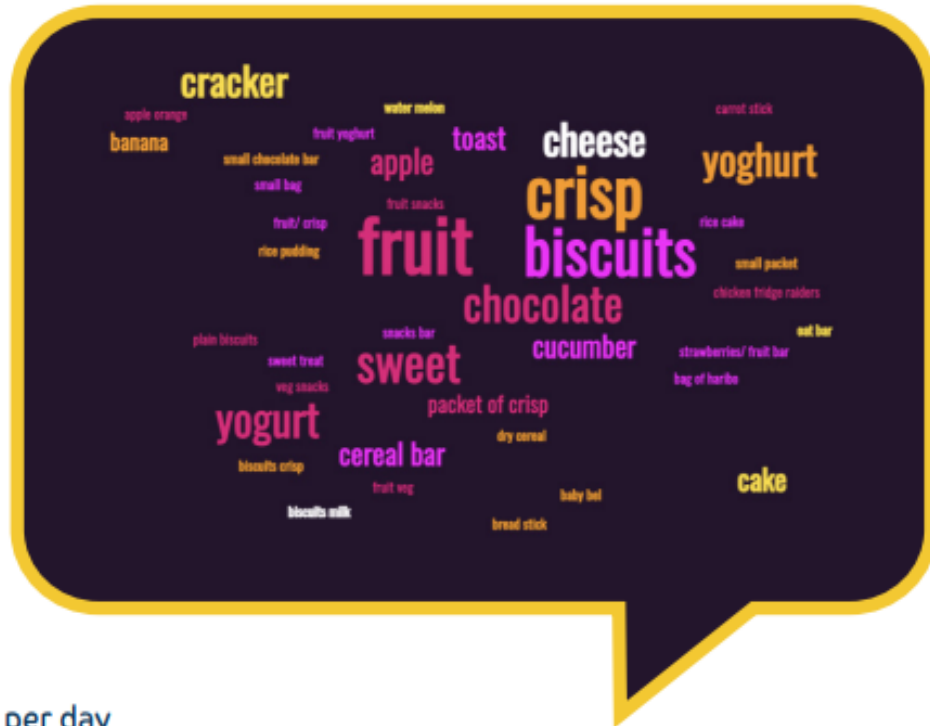 cracker
apple orange
water melon
carrot stick
banana
fruit yoghurt
toast
cheese
yoghurt
small chocolate bar
apple
small bag
crisp
fruit snacks
fruit/ crisp
rice cake
fruit
biscuits
rice pudding
small packet
chicken fridge raiders
chocolate
plain biscuits
snacks bar
cucumber
oat bar
sweet treat
sweet
strawberries/ fruit bar
veg snacks
bag of haribo
yogurt
packet of crisp
dry cereal
cereal bar
biscuits crisp
fruit veg
cake
baby bel
biscuits milk
bread stick
per day